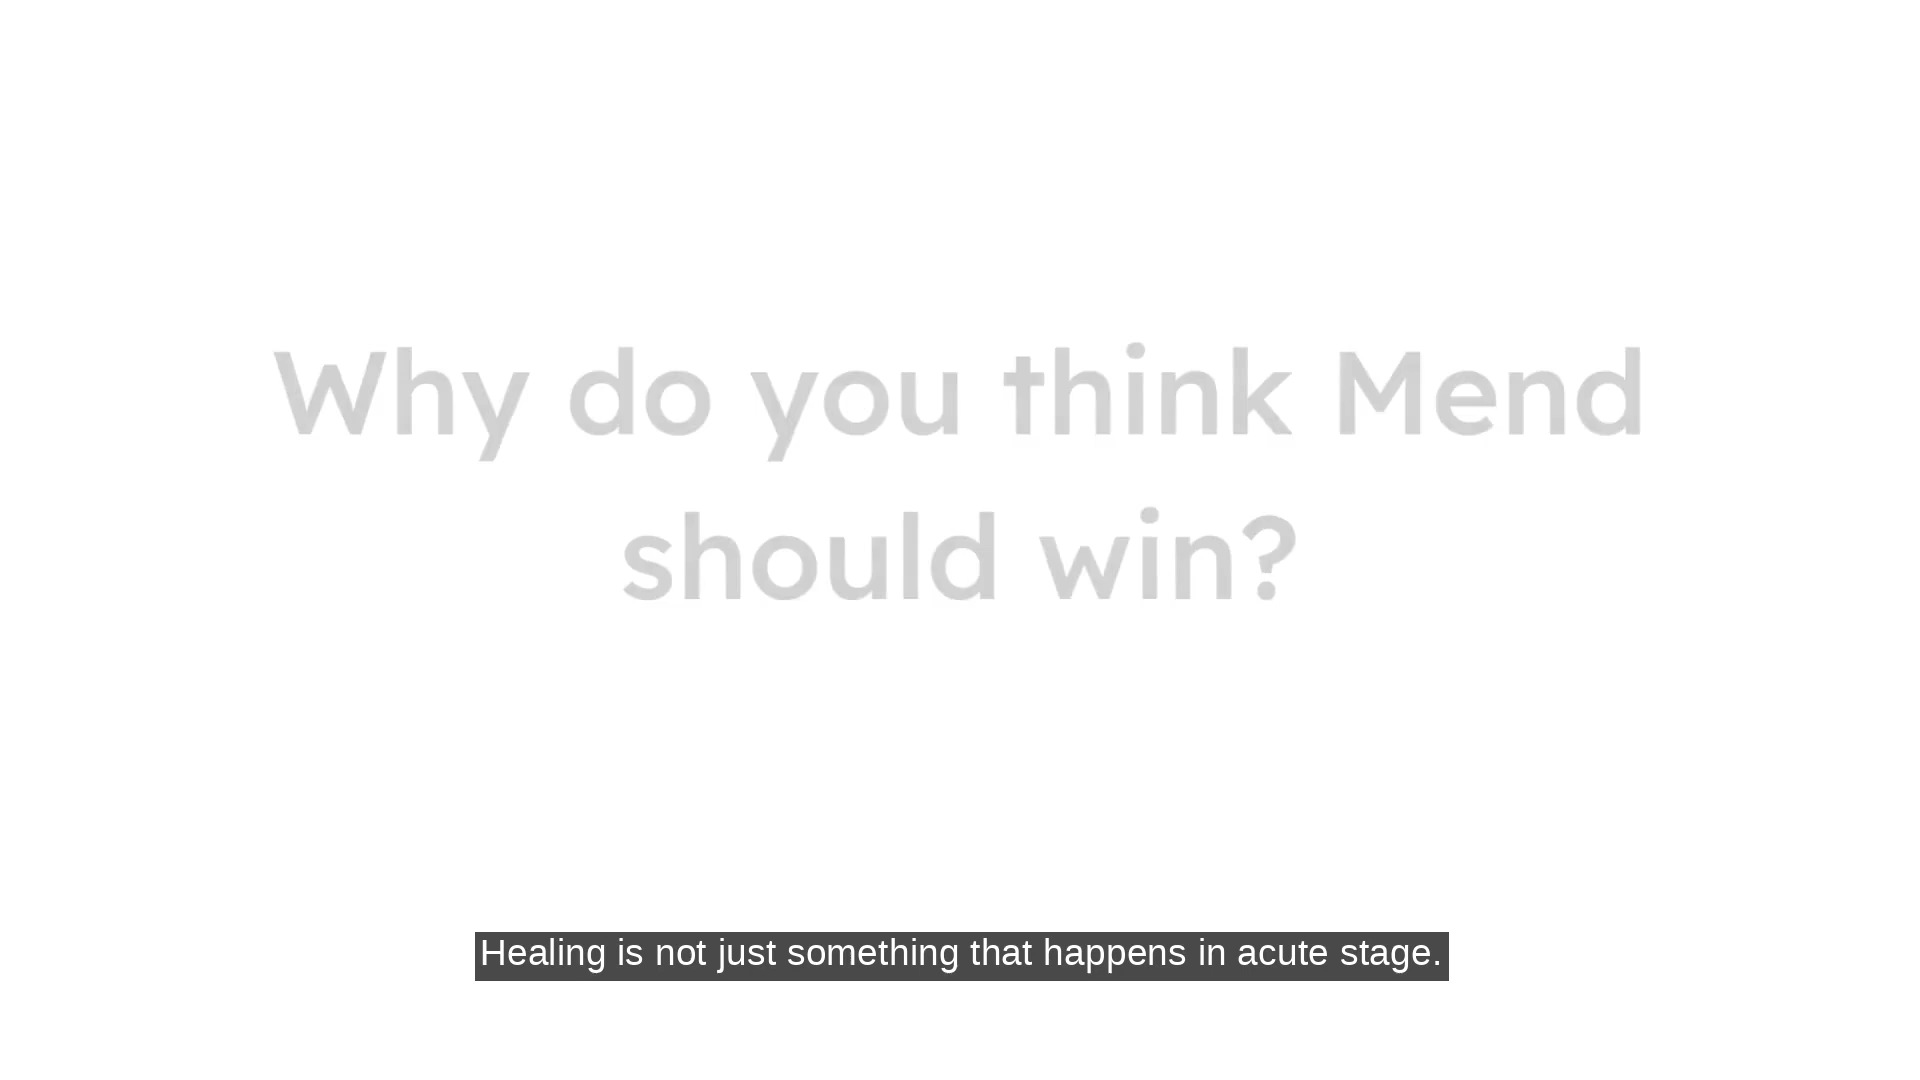 Why do you think Mend
should win?
Healing is not just something that happens in acute stage.